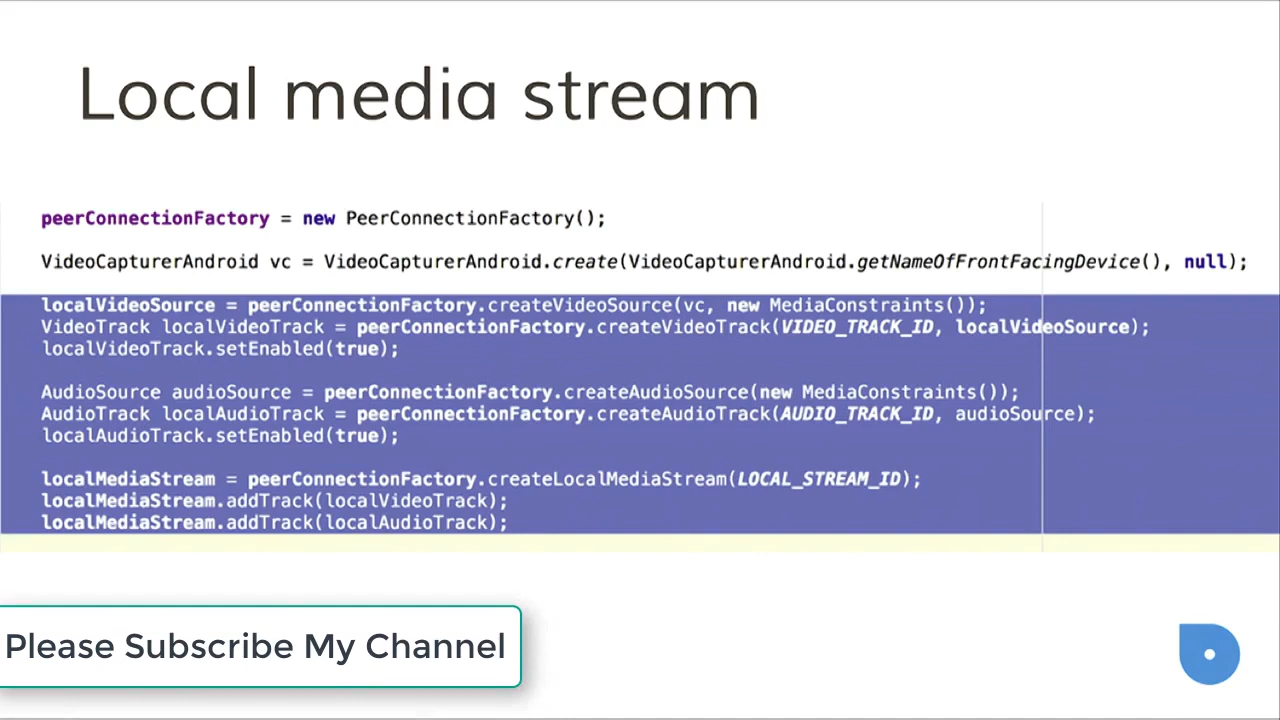 Local media stream
peerConnectionFactory = new PeerConnectionFactory();
VideoCapturerAndroid vc = VideoCapturerAndroid.create(VideoCapturerAndroid.getNameOfFrontFacingDevice(), null);
localVideoSource = peerConnectionFactory.createVideoSource(vc, new MediaConstraints());
VideoTrack localVideoTrack = peerConnectionFactory.createVideoTrack(VIDEO_TRACK_ID, localVideoSource);
localVideoTrack.setEnabled(true);
AudioSource audioSource = peerConnectionFactory.createAudioSource(new MediaConstraints());
AudioTrack localAudioTrack = peerConnectionFactory.createAudioTrack(AUDIO_TRACK_ID, audioSource);
localAudioTrack.setEnabled(true);
localMediaStream = peerConnectionFactory.createLocalMediaStream(LOCAL_STREAM_ID);
localMediaStream.addTrack(localVideoTrack);
localMediaStream.addTrack(localAudioTrack);
Please Subscribe My Channel